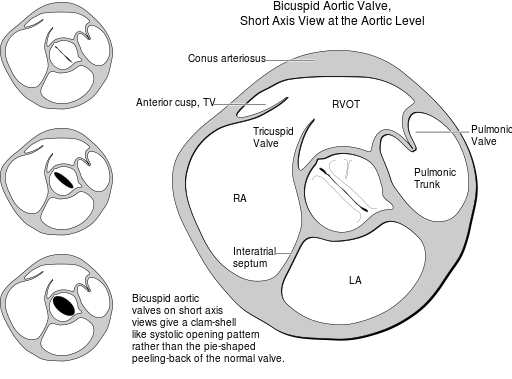 Bicuspid Aortic Valve,
Short Axis View at the Aortic Level
Conus arteriosus
Anterior cusp, TV
RVOT
Tricuspid
Valve
Pulmonic
Valve
Pulmonic
Trunk
RA
Interatrial
septum
LA
Bicuspid aortic
valves on short axis
views give a clam-shell
like systolic opening pattern
rather than the pie-shaped
peeling-back of the normal valve.